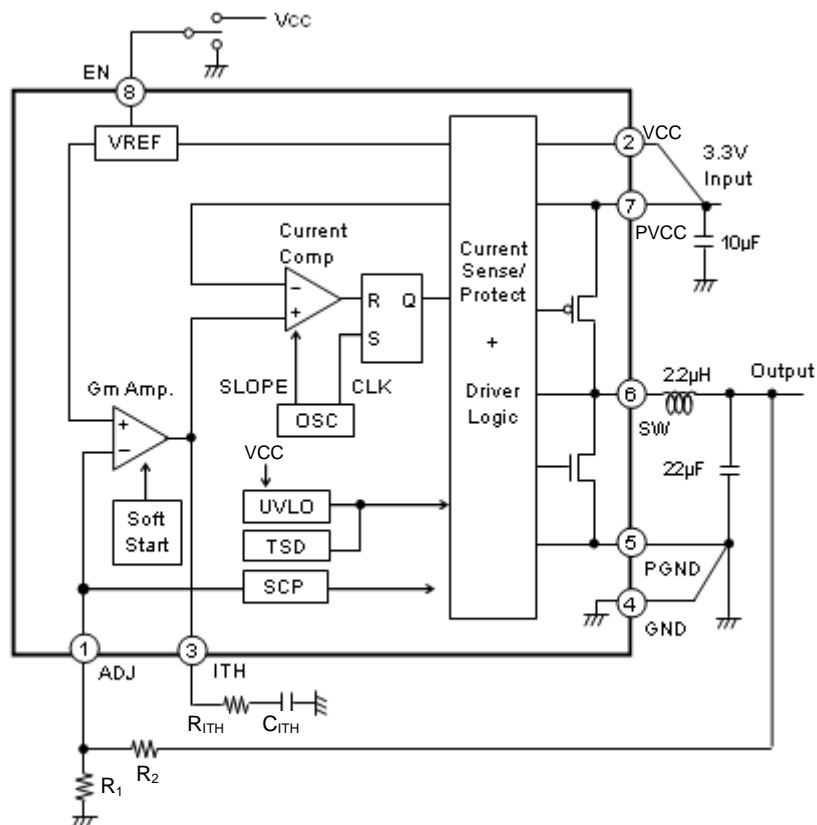 VCC
EN
8
VREF
2
VCC
3.3V
Input
7
PVCC
10µF
Current
Comp
Current
Sense/
Protect
+
Driver
Logic
−
+
R
Q
S
SLOPE
CLK
OSC
Gm Amp.
+
−
Output
2.2µH
6
SW
22µF
VCC
UVLO
TSD
SCP
Soft
Start
5
PGND
4
GND
1
ADJ
3
ITH
RITH
CITH
R2
R1